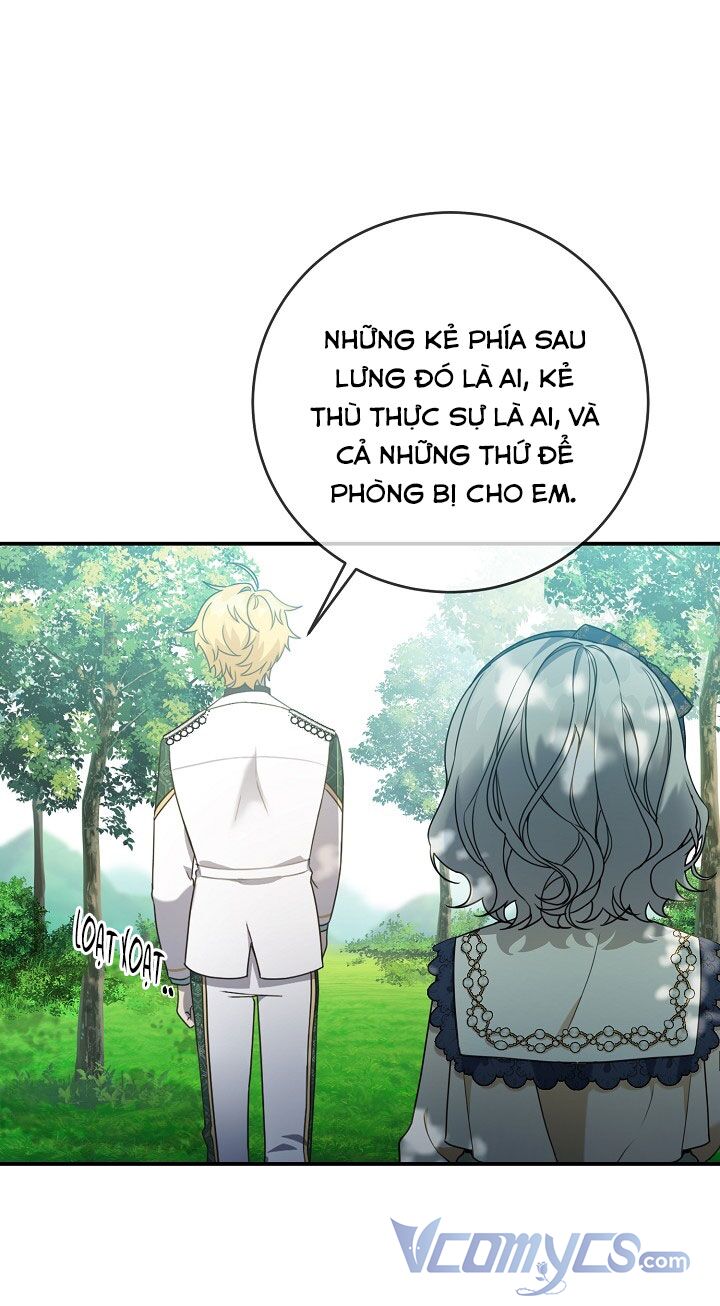 NHỮNG KẺ PHÍA SAU
LƯNG ĐÓ LÀ AI, KẺ
THÙ THỰC SỰ LÀ AI, VÀ
CẢ NHỮNG THỨ ĐỂ
PHÒNG BỊ CHO EM.
LOẠT XOẠT..
VCOMYCS.com